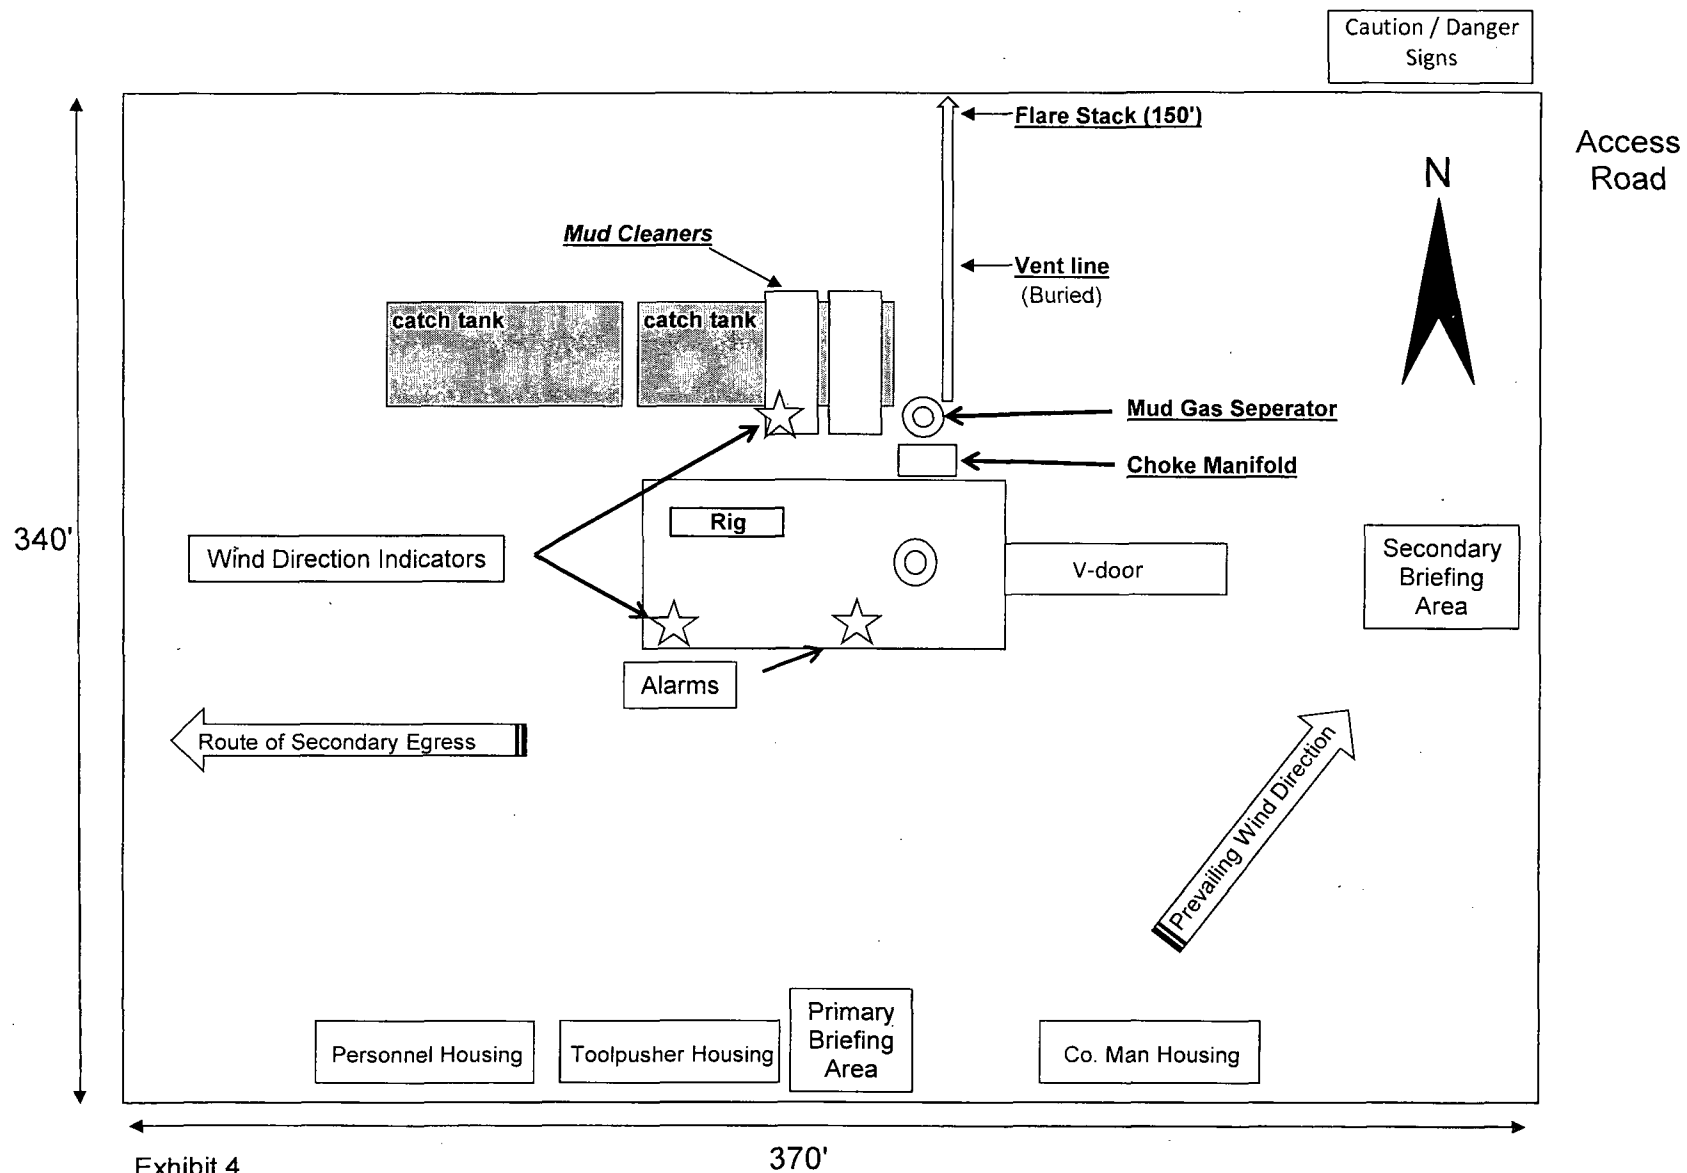 Caution / Danger
Signs
Flare Stack (150')
Access
Road
N
Mud Cleaners
Vent line
(Buried)
catch tank
catch tank
Mud Gas Seperator
Choke Manifold
Rig
340'
Wind Direction Indicators
V-door
Secondary
Briefing
Area
Alarms
Route of Secondary Egress
Prevailing Wind Direction
Primary
Briefing
Area
Personnel Housing
Toolpusher Housing
Co. Man Housing
370'
Exhibit 4